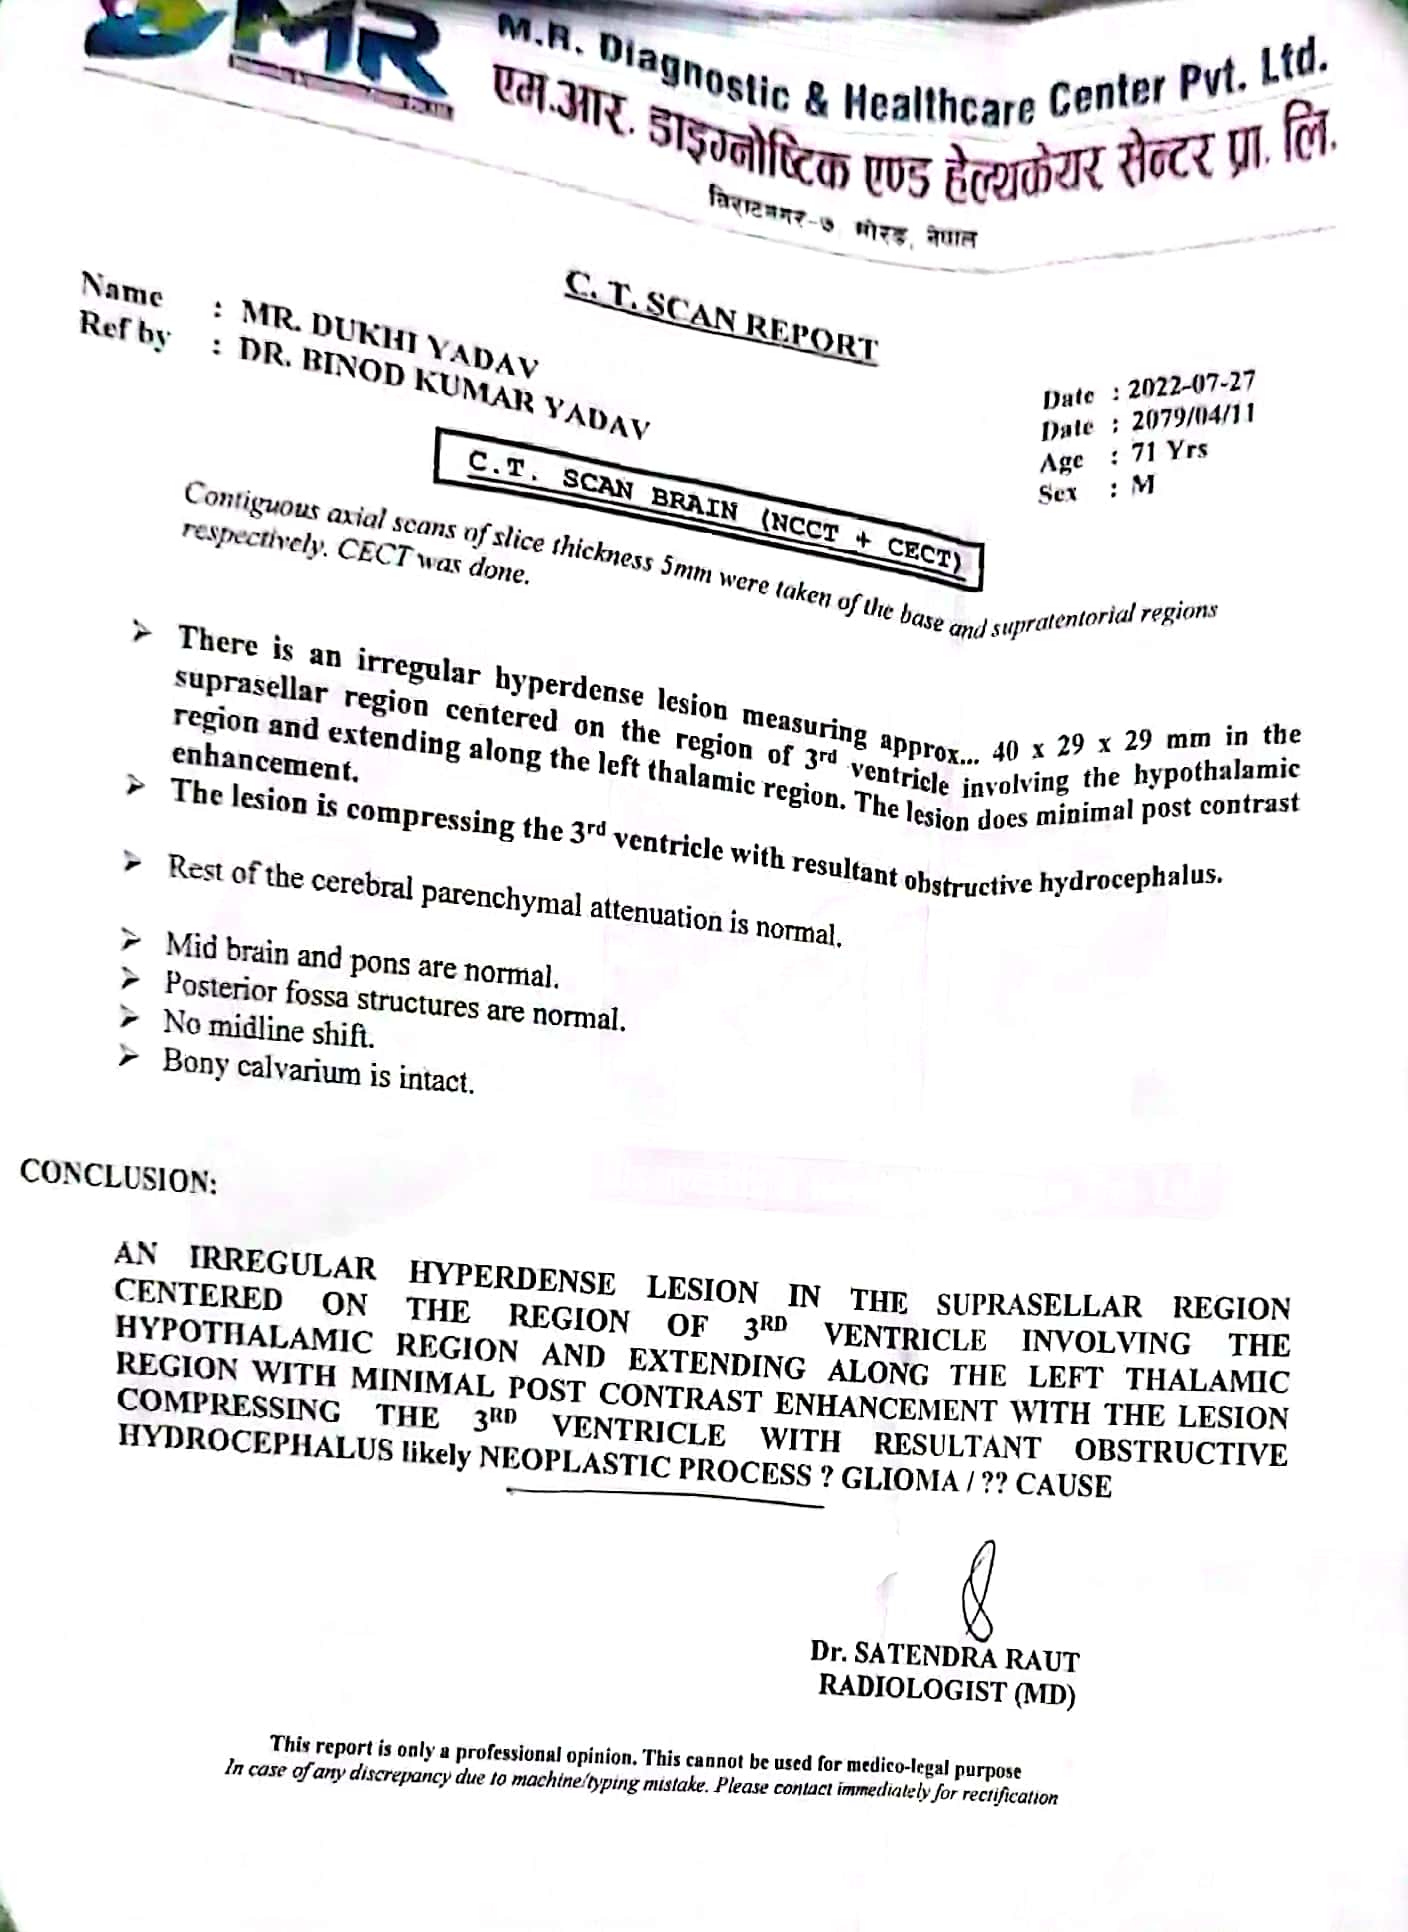 MR
M.R. Diagnostic & Healthcare Center Pvt. Ltd.
एम.आर. डाइग्नोष्टिक एण्ड हेल्थकेयर सेन्टर प्रा. लि.
विराटनगर-७, मोरङ, नेपाल
C. T. SCAN REPORT
Name : MR. DUKHI YADAV
Ref by : DR. BINOD KUMAR YADAV
Date : 2022-07-27
Date : 2079/04/11
Age : 71 Yrs
Sex : M
C.T. SCAN BRAIN (NCCT + CECT)
Contiguous axial scans of slice thickness 5mm were taken of the base and supratentorial regions
respectively. CECT was done.
➢ There is an irregular hyperdense lesion measuring approx... 40 x 29 x 29 mm in the
suprasellar region centered on the region of 3rd ventricle involving the hypothalamic
region and extending along the left thalamic region. The lesion does minimal post contrast
enhancement.
➢ The lesion is compressing the 3rd ventricle with resultant obstructive hydrocephalus.
➢ Rest of the cerebral parenchymal attenuation is normal.
➢ Mid brain and pons are normal.
➢ Posterior fossa structures are normal.
➢ No midline shift.
➢ Bony calvarium is intact.
CONCLUSION:
AN IRREGULAR HYPERDENSE LESION IN THE SUPRASELLAR REGION
CENTERED ON THE REGION OF 3RD VENTRICLE INVOLVING THE
HYPOTHALAMIC REGION AND EXTENDING ALONG THE LEFT THALAMIC
REGION WITH MINIMAL POST CONTRAST ENHANCEMENT WITH THE LESION
COMPRESSING THE 3RD VENTRICLE WITH RESULTANT OBSTRUCTIVE
HYDROCEPHALUS likely NEOPLASTIC PROCESS ? GLIOMA / ?? CAUSE
Dr. SATENDRA RAUT
RADIOLOGIST (MD)
This report is only a professional opinion. This cannot be used for medico-legal purpose
In case of any discrepancy due to machine/typing mistake. Please contact immediately for rectification